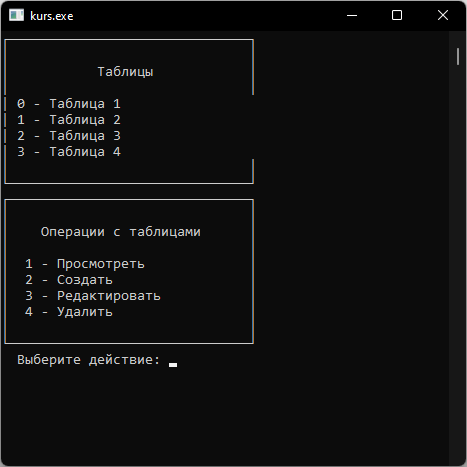 kurs.exe
Таблицы
0 - Таблица 1
1 - Таблица 2
2 - Таблица 3
3 - Таблица 4
Операции с таблицами
1 - Просмотреть
2 - Создать
3 - Редактировать
4 - Удалить
Выберите действие: